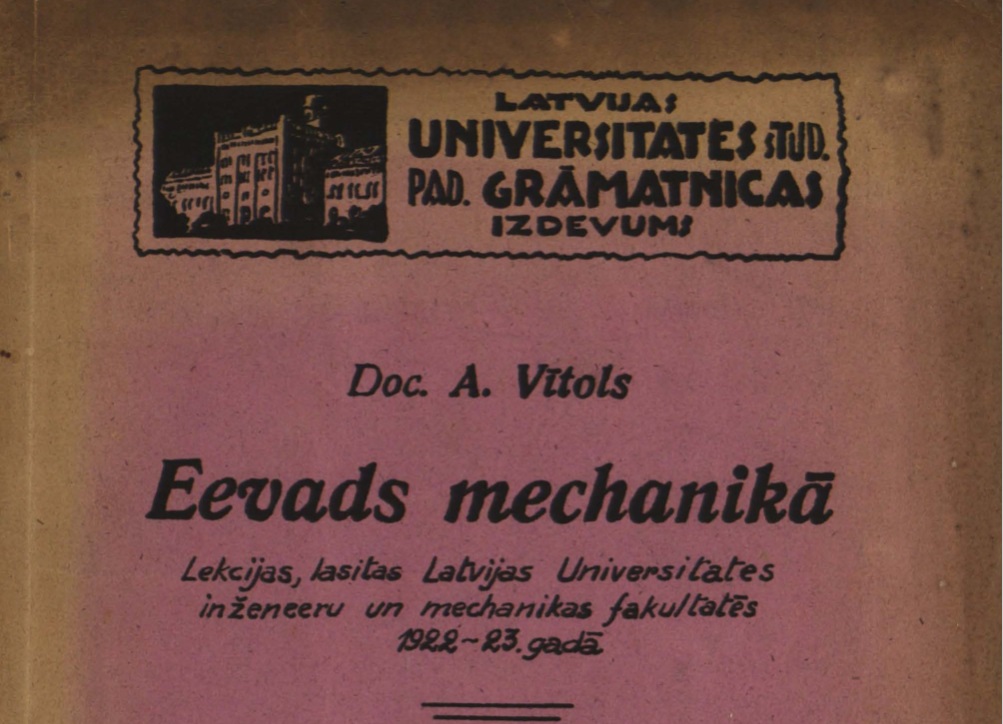 LATVIJAS
UNIVERSITATES STUD.
PAD. GRĀMATNICAS
IZDEVUMS
Doc. A. Vītols
Eevads mechanikā
Lekcijas, lasitas Latvijas Universitates
inženeeru un mechanikas fakultatēs
1922~23. gadā